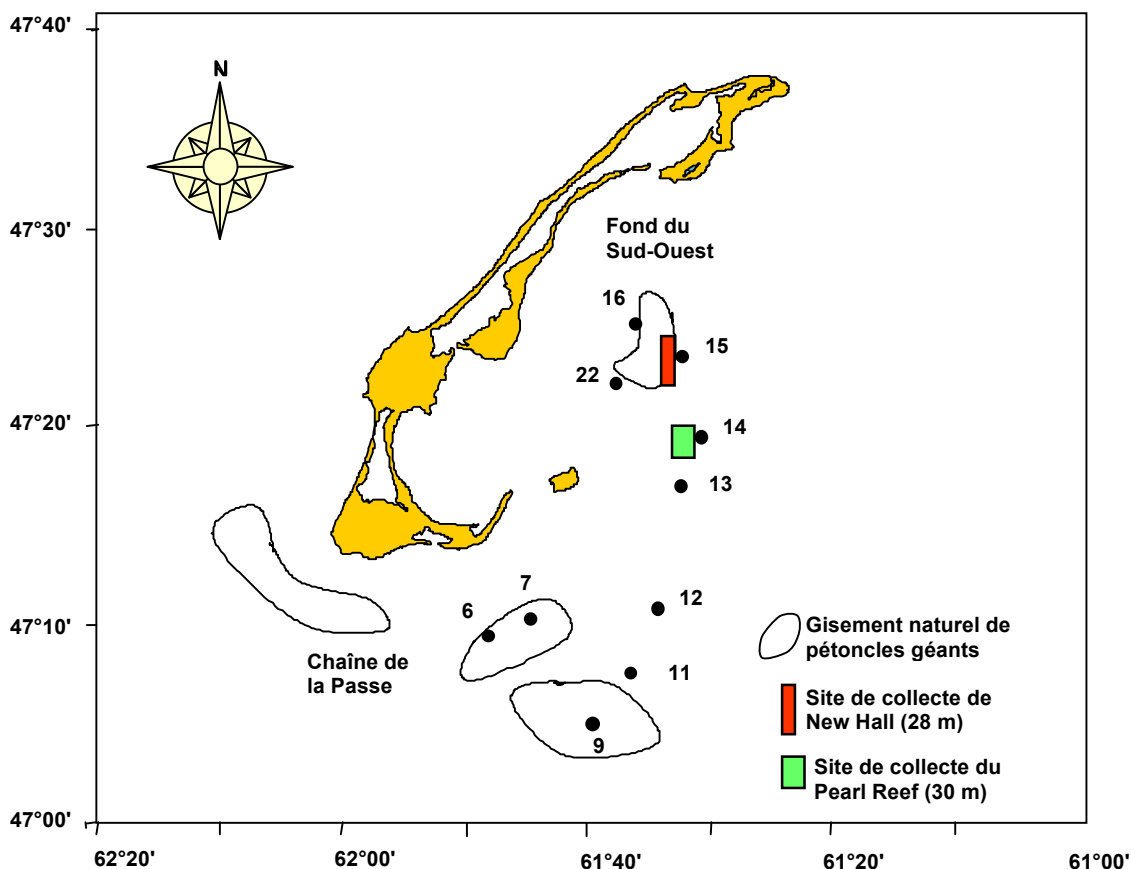 47°40'
N
47°30'
Fond du
Sud-Ouest
16
15
22
47°20'
14
13
7
12
6
47°10'
Chaîne de
la Passe
11
9
Gisement naturel de
pétoncles géants
Site de collecte de
New Hall (28 m)
Site de collecte du
Pearl Reef (30 m)
47°00'
62°20'
62°00'
61°40'
61°20'
61°00'